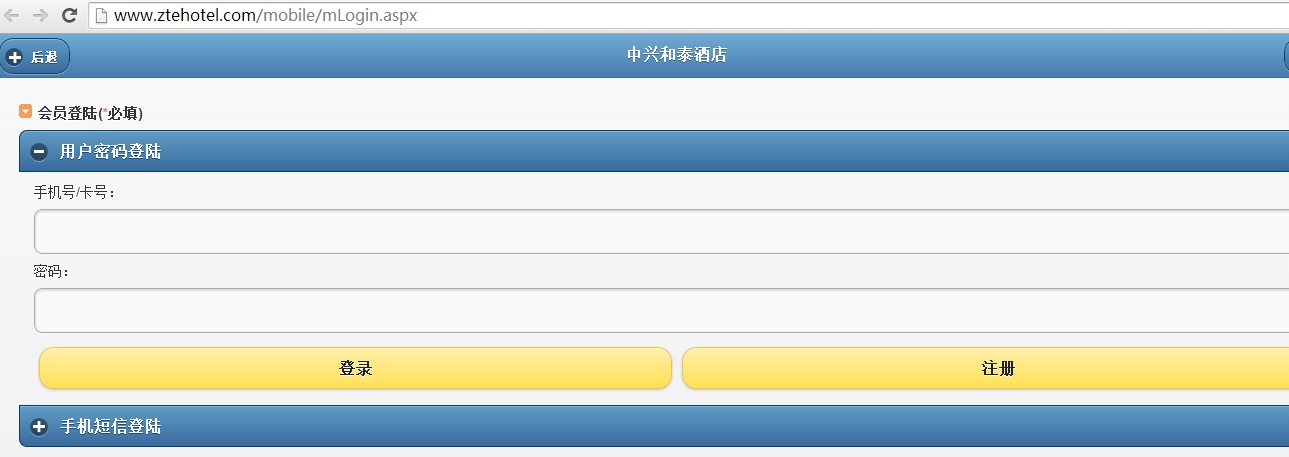 www.ztehotel.com/mobile/mLogin.aspx
后退
中兴和泰酒店
会员登陆(*必填)
用户密码登陆
手机号/卡号：
密码：
登录
注册
手机短信登陆